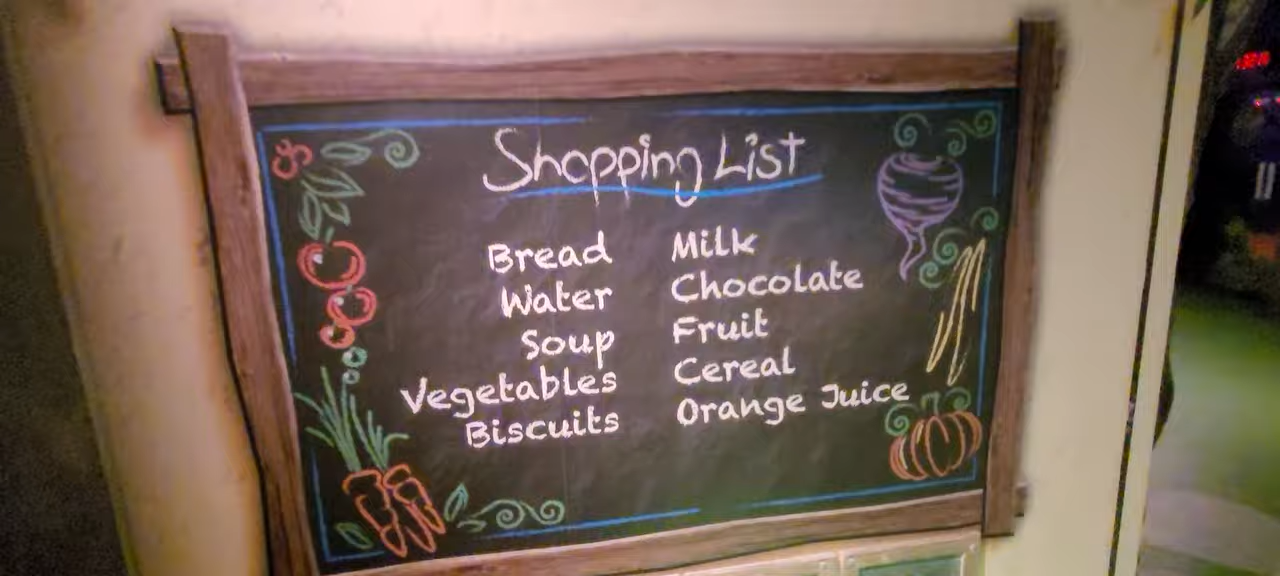 Shopping List
Bread
Water
Soup
Vegetables
Biscuits
Milk
Chocolate
Fruit
Cereal
Orange Juice